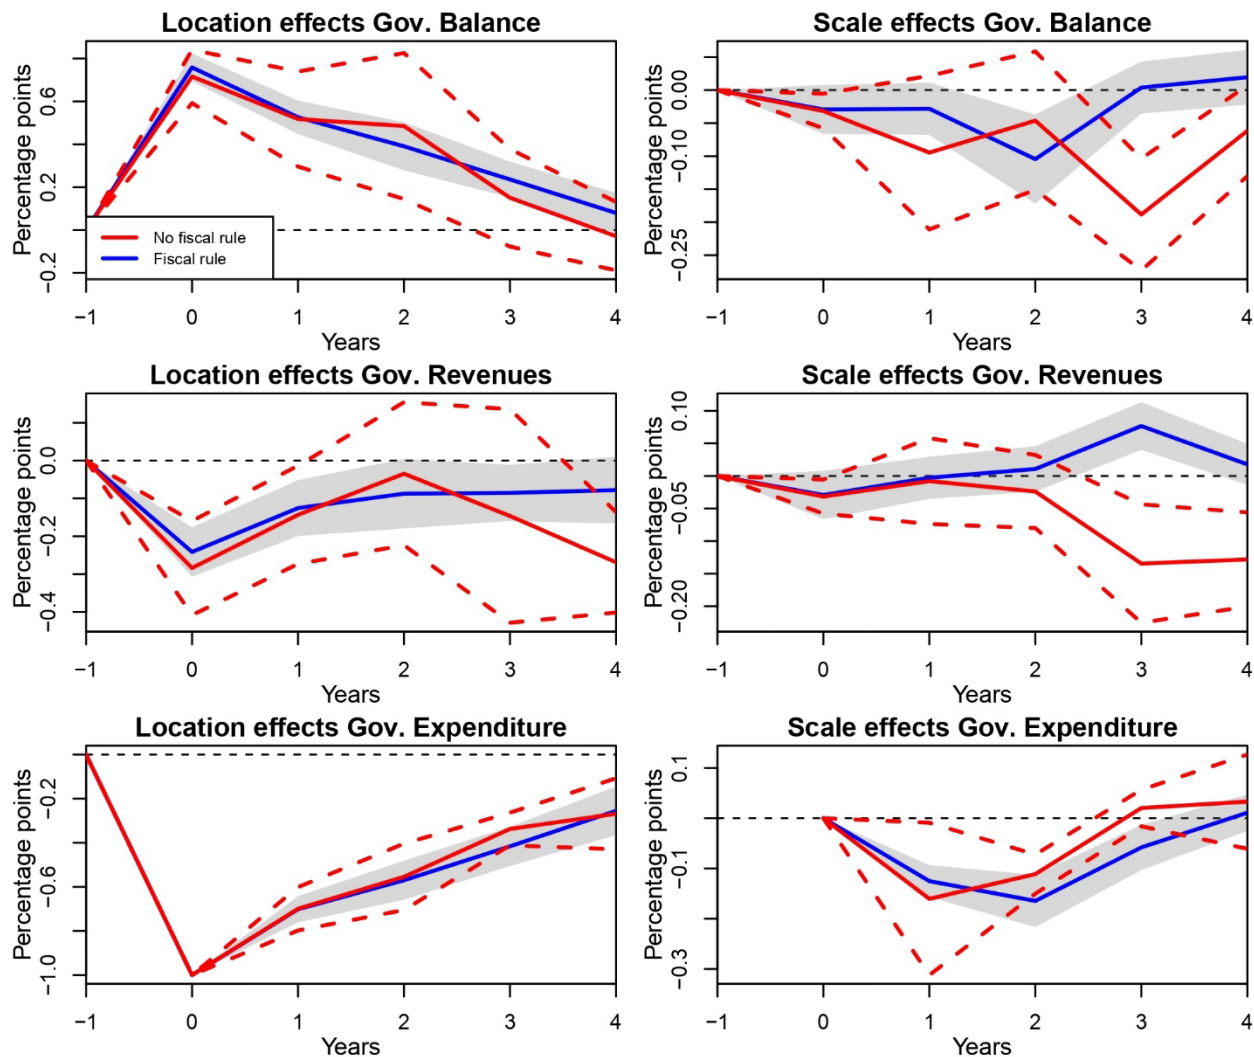 Location effects Gov. Balance
Percentage points
0.6
0.2
−0.2
No fiscal rule
Fiscal rule
−1 0 1 2 3 4
Years
Scale effects Gov. Balance
Percentage points
0.00
−0.10
−0.25
−1 0 1 2 3 4
Years
Location effects Gov. Revenues
Percentage points
0.0
−0.2
−0.4
−1 0 1 2 3 4
Years
Scale effects Gov. Revenues
Percentage points
0.10
−0.05
−0.20
−1 0 1 2 3 4
Years
Location effects Gov. Expenditure
Percentage points
−0.2
−0.6
−1.0
−1 0 1 2 3 4
Years
Scale effects Gov. Expenditure
Percentage points
0.1
−0.1
−0.3
−1 0 1 2 3 4
Years